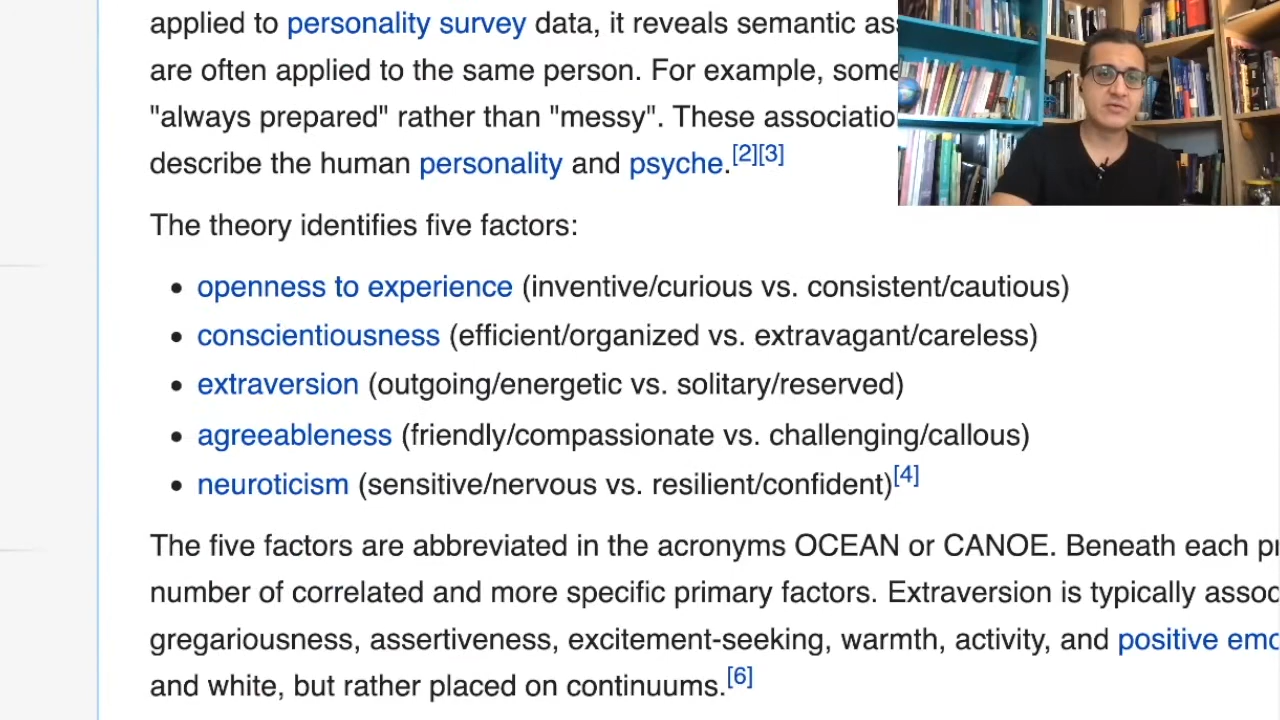 applied to personality survey data, it reveals semantic
are often applied to the same person. For example, some
"always prepared" rather than "messy". These
describe the human personality and psyche.[2][3]
The theory identifies five factors:
• openness to experience (inventive/curious vs. consistent/cautious)
• conscientiousness (efficient/organized vs. extravagant/careless)
• extraversion (outgoing/energetic vs. solitary/reserved)
• agreeableness (friendly/compassionate vs. challenging/callous)
• neuroticism (sensitive/nervous vs. resilient/confident)[4]
The five factors are abbreviated in the acronyms OCEAN or CANOE. Beneath each
number of correlated and more specific primary factors. Extraversion is typically
gregariousness, assertiveness, excitement-seeking, warmth, activity, and positive
and white, but rather placed on continuums.[6]